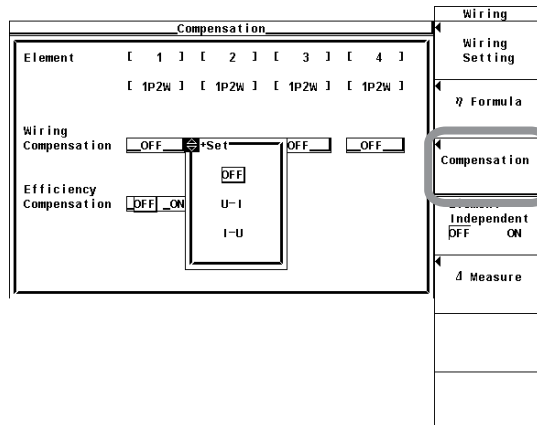 Compensation
Element [ 1 ] [ 2 ] [ 3 ] [ 4 ]
[ 1P2W ] [ 1P2W ] [ 1P2W ] [ 1P2W ]
Wiring
Compensation OFF +Set OFF OFF
OFF
U-I
I-U
Efficiency
Compensation OFF ON
Wiring
Wiring
Setting
η Formula
Compensation
Independent
OFF ON
Δ Measure